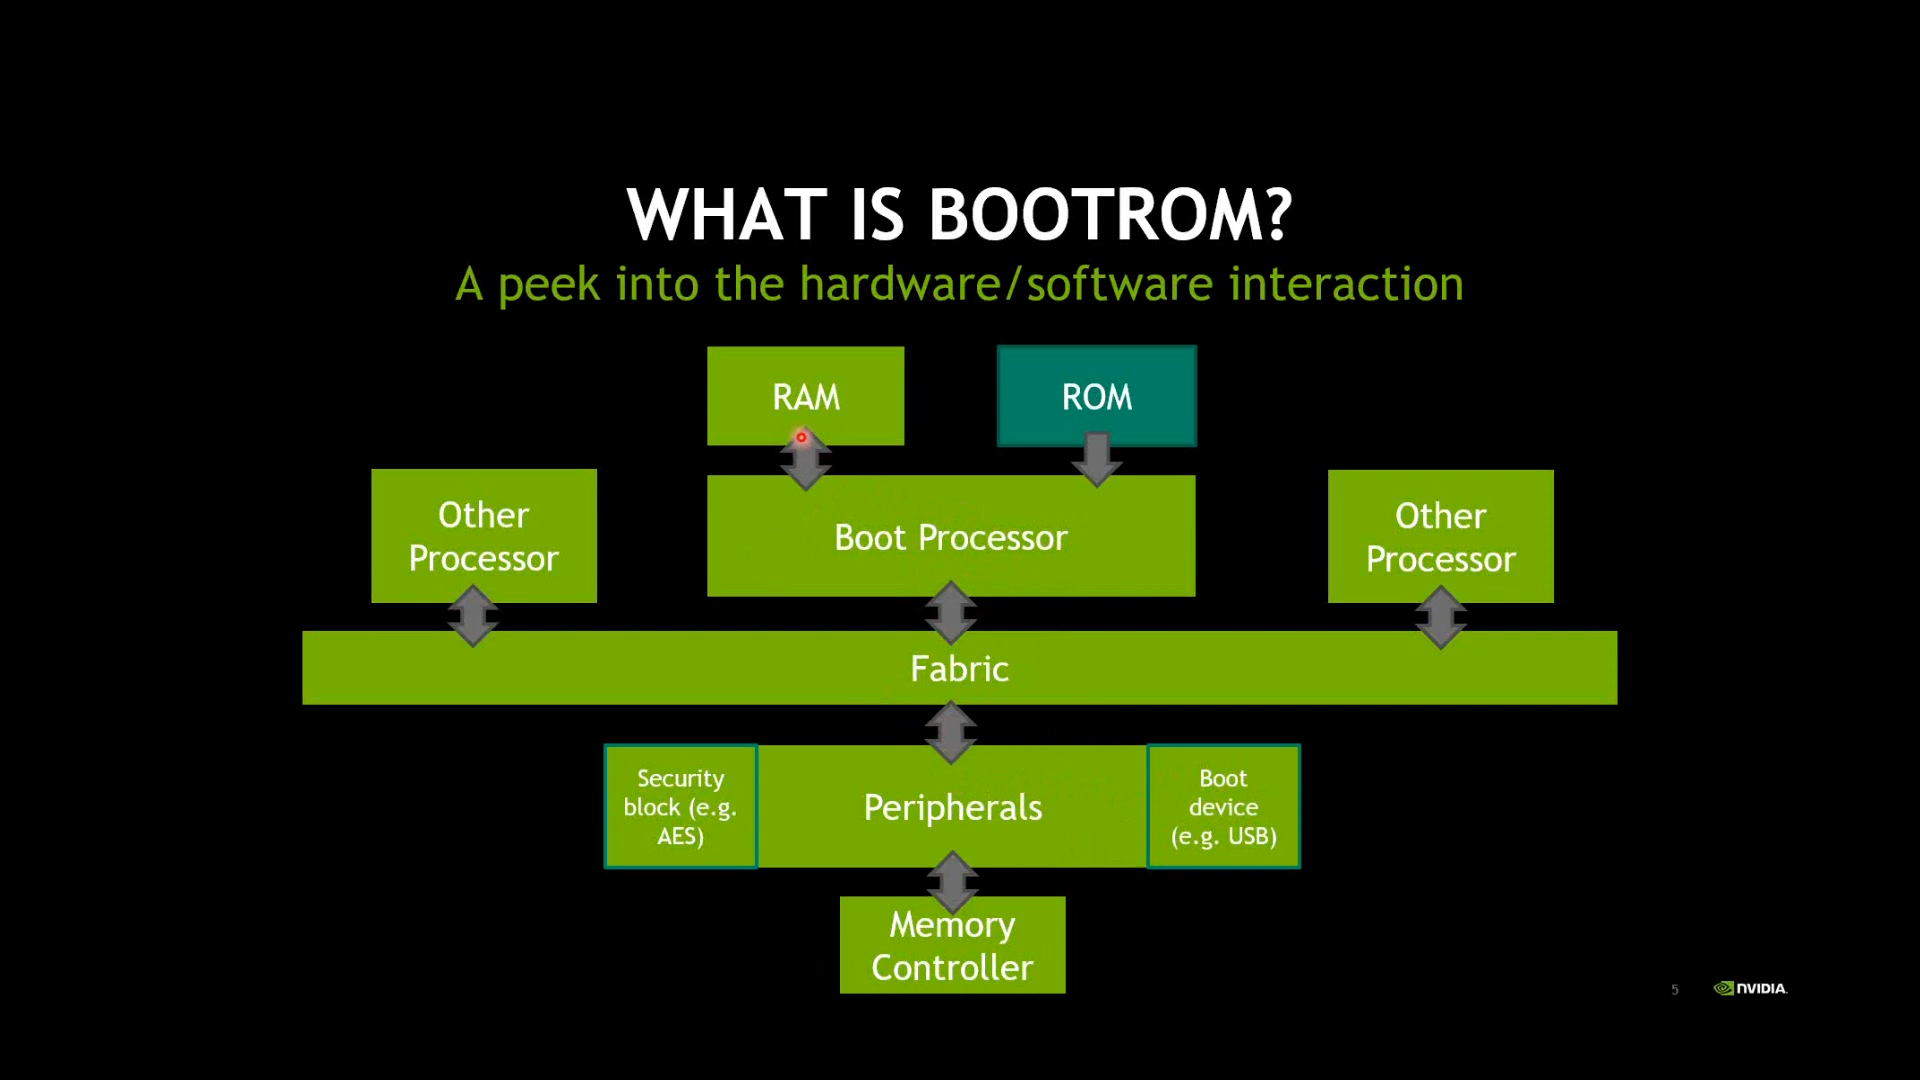 WHAT IS BOOTROM?
A peek into the hardware/software interaction
RAM
ROM
Other
Processor
Boot Processor
Other
Processor
Fabric
Security
block (e.g.
AES)
Peripherals
Boot
device
(e.g. USB)
Memory
Controller
5
NVIDIA.